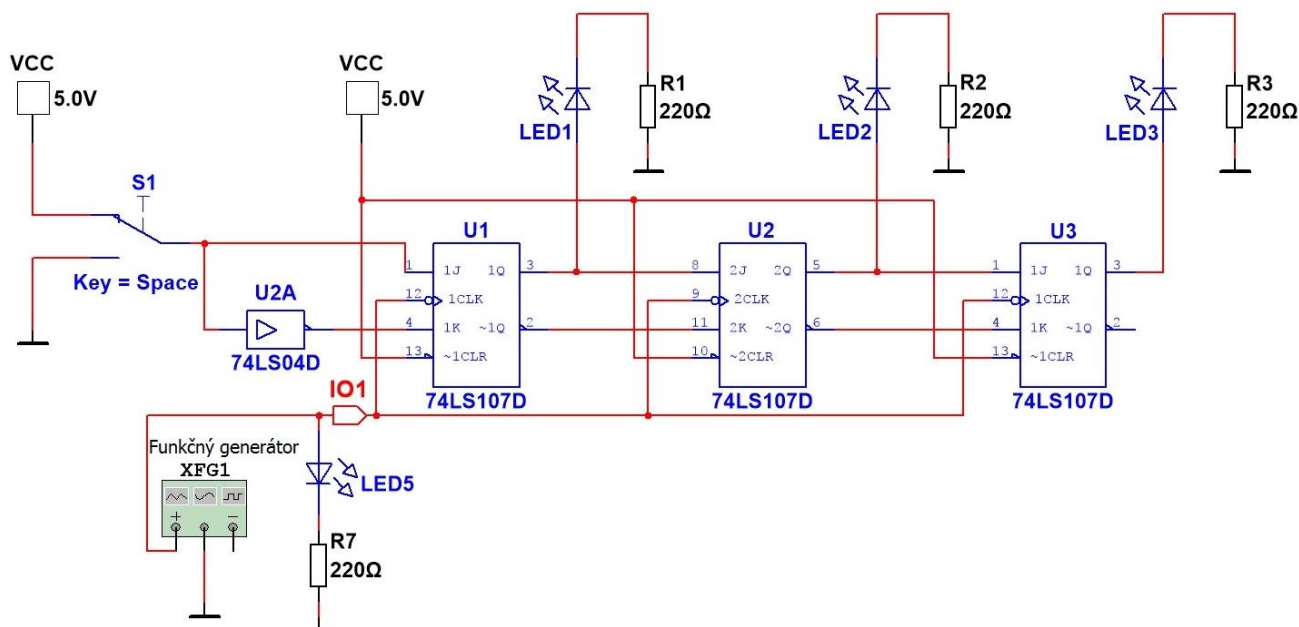 VCC
5.0V
S1
Key = Space
VCC
5.0V
LED1
R1
220Ω
LED2
R2
220Ω
LED3
R3
220Ω
U2A
74LS04D
U1
1 1J 1Q 3
12 1CLK
4 1K ~1Q 2
13 ~1CLR
74LS107D
U2
8 2J 2Q 5
9 2CLK
11 2K ~2Q 6
10 ~2CLR
74LS107D
U3
1 1J 1Q 3
12 1CLK
4 1K ~1Q 2
13 ~1CLR
74LS107D
IO1
Funkčný generátor
XFG1
+ −
LED5
R7
220Ω